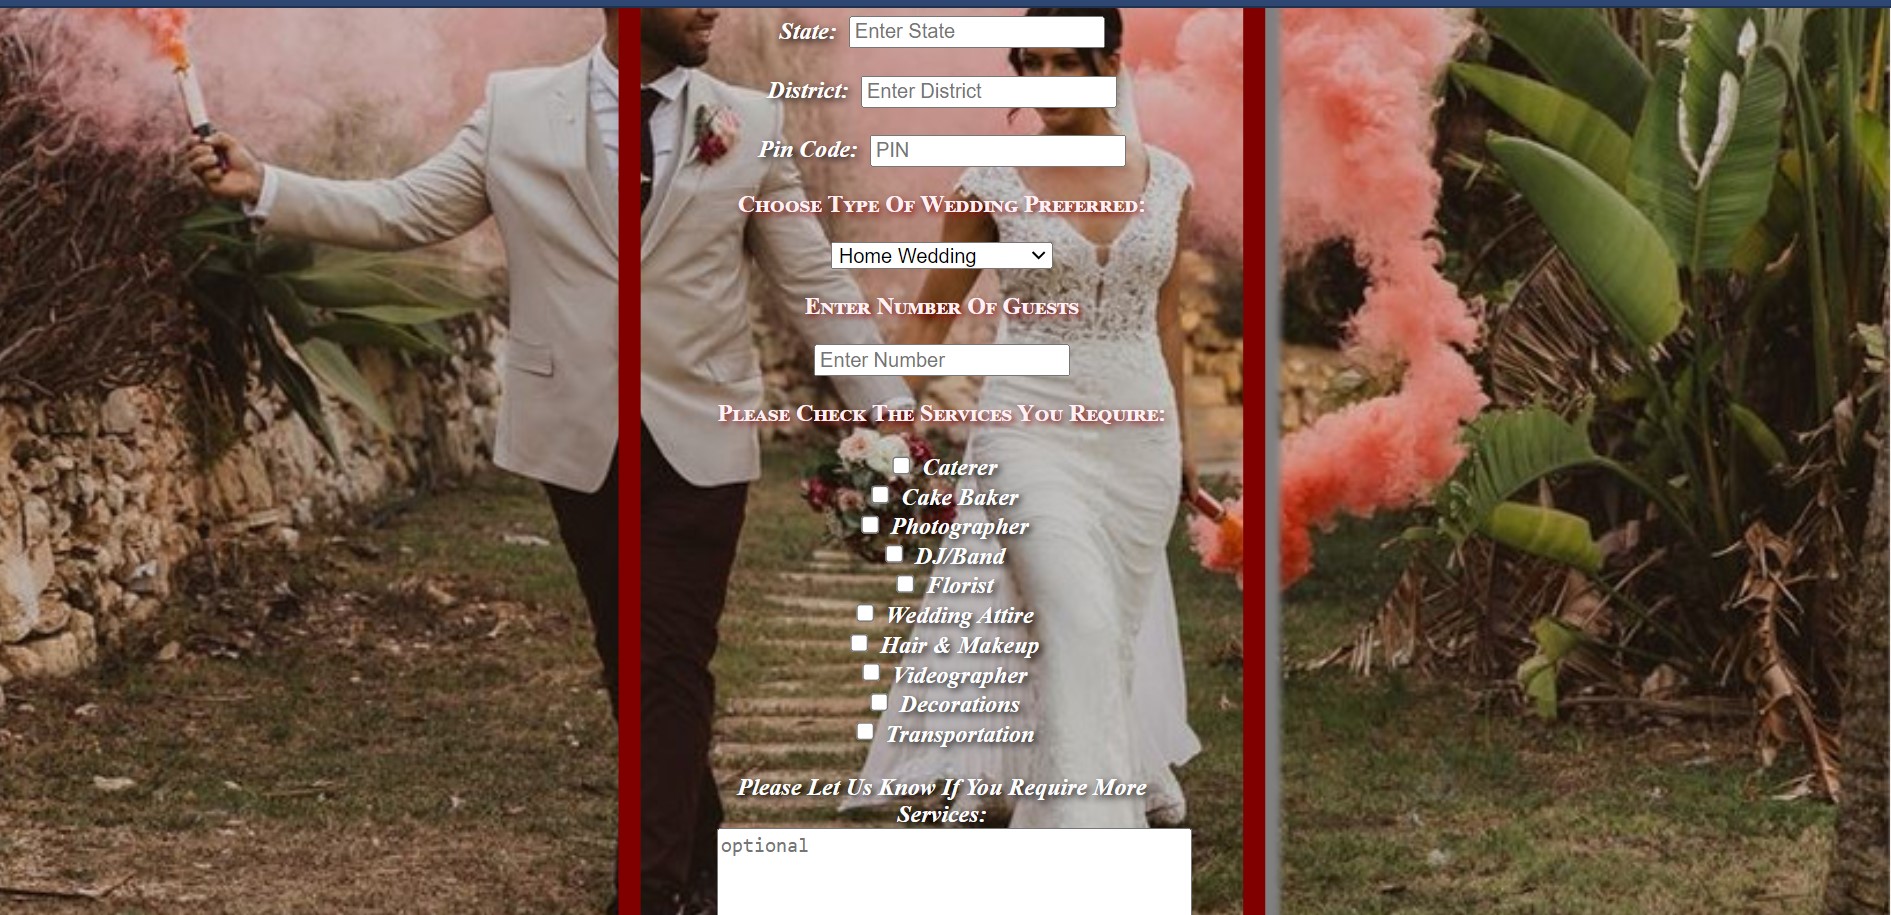 State: Enter State
District: Enter District
Pin Code: PIN
Choose Type Of Wedding Preferred:
Home Wedding
Enter Number Of Guests
Enter Number
Please Check The Services You Require:
Caterer
Cake Baker
Photographer
DJ/Band
Florist
Wedding Attire
Hair & Makeup
Videographer
Decorations
Transportation
Please Let Us Know If You Require More
Services:
optional